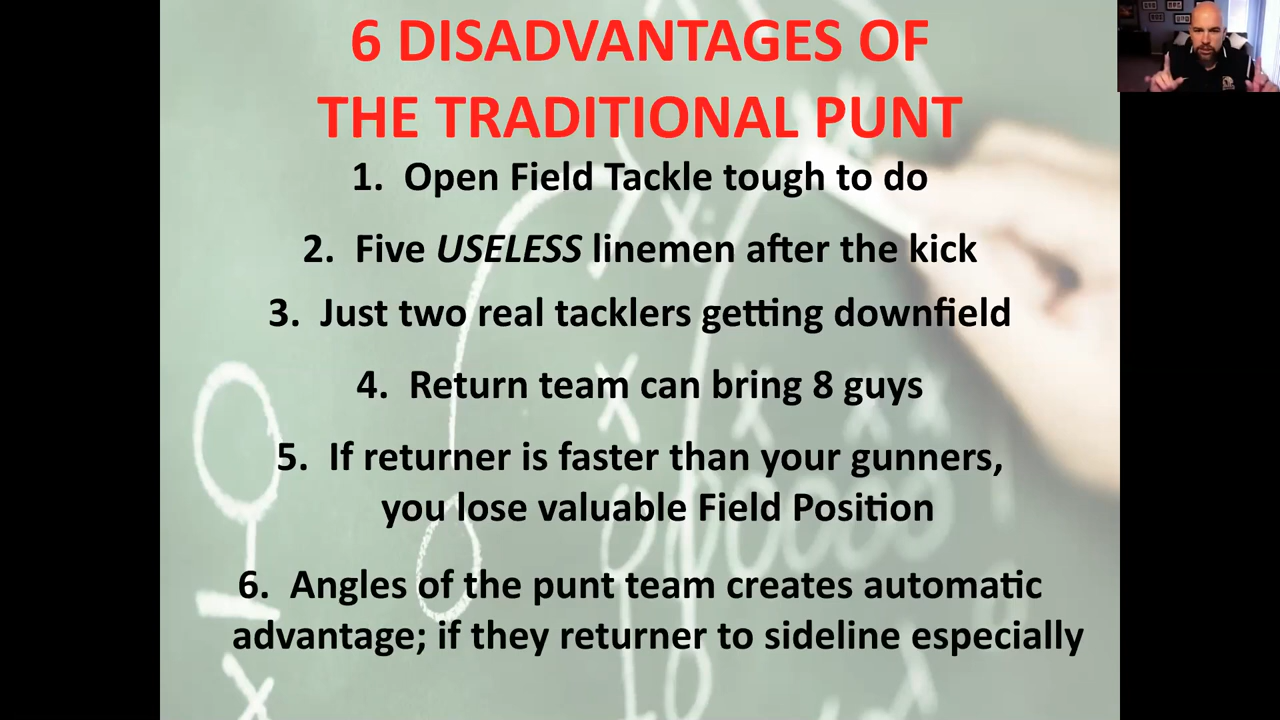 6 DISADVANTAGES OF
THE TRADITIONAL PUNT
1. Open Field Tackle tough to do
2. Five USELESS linemen after the kick
3. Just two real tacklers getting downfield
4. Return team can bring 8 guys
5. If returner is faster than your gunners,
you lose valuable Field Position
6. Angles of the punt team creates automatic
advantage; if they returner to sideline especially